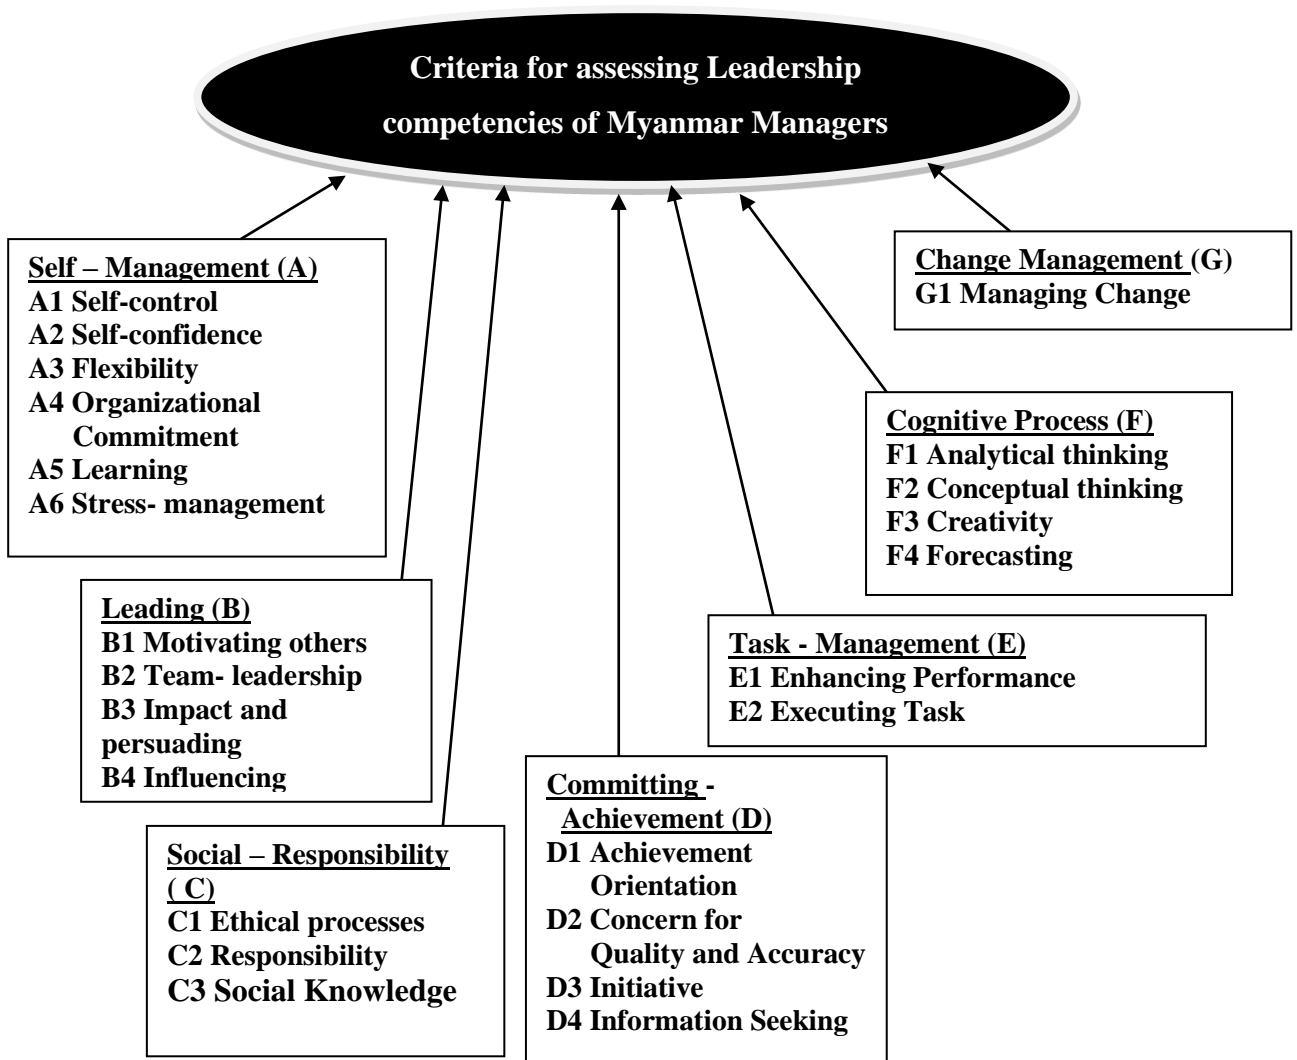 Criteria for assessing Leadership
competencies of Myanmar Managers
Self – Management (A)
A1 Self-control
A2 Self-confidence
A3 Flexibility
A4 Organizational
Commitment
A5 Learning
A6 Stress- management
Leading (B)
B1 Motivating others
B2 Team- leadership
B3 Impact and
persuading
B4 Influencing
Social – Responsibility
( C)
C1 Ethical processes
C2 Responsibility
C3 Social Knowledge
Committing -
Achievement (D)
D1 Achievement
Orientation
D2 Concern for
Quality and Accuracy
D3 Initiative
D4 Information Seeking
Task - Management (E)
E1 Enhancing Performance
E2 Executing Task
Cognitive Process (F)
F1 Analytical thinking
F2 Conceptual thinking
F3 Creativity
F4 Forecasting
Change Management (G)
G1 Managing Change